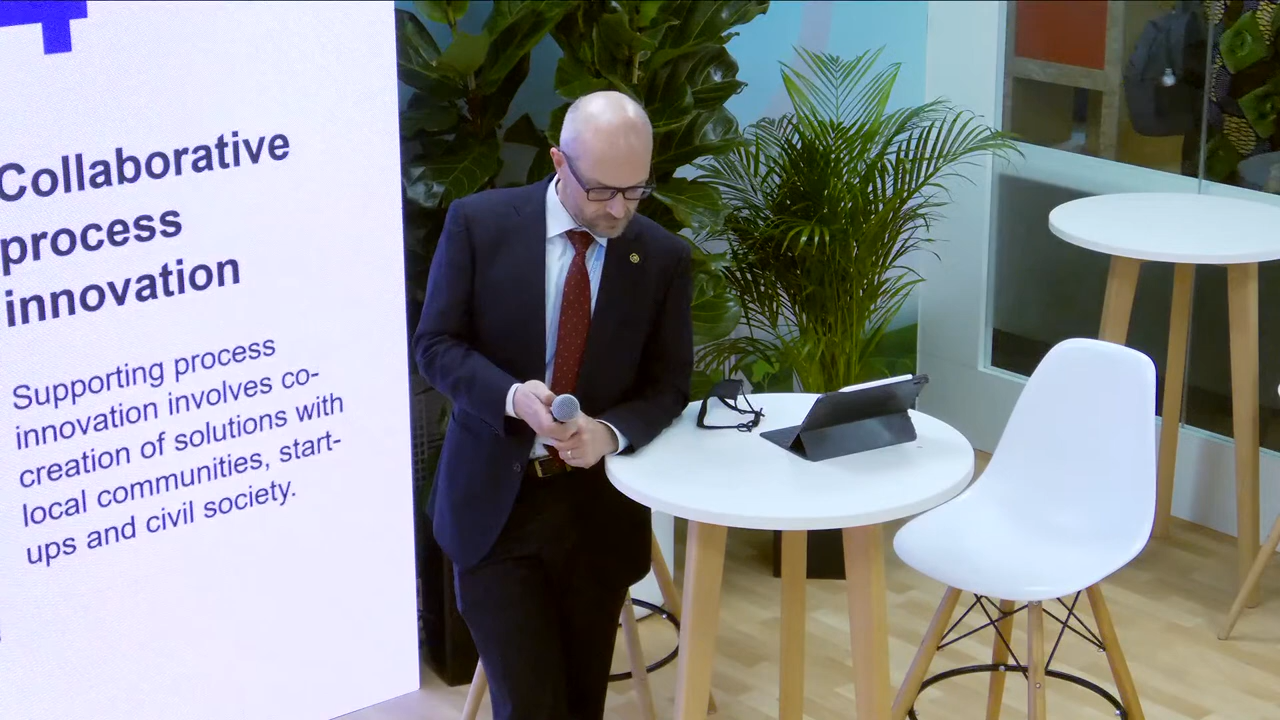 Collaborative
process
innovation
Supporting process
innovation involves co-
creation of solutions with
local communities, start-
ups and civil society.